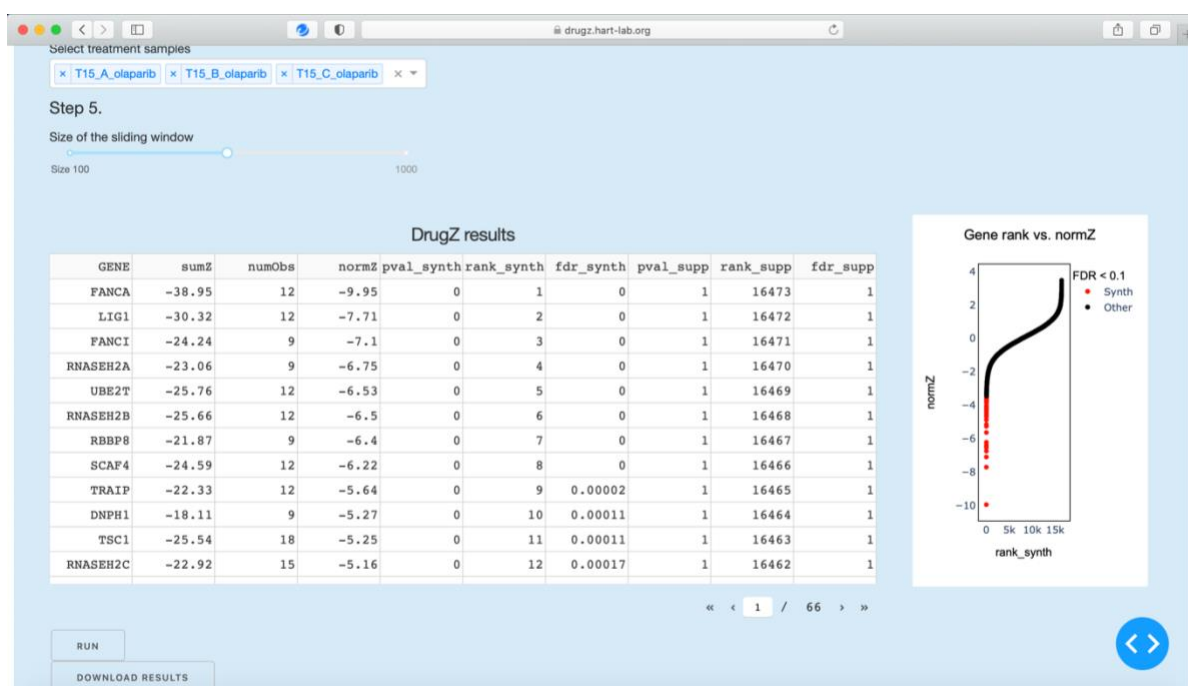 drugz.hart-lab.org
Select treatment samples
× T15_A_olaparib × T15_B_olaparib × T15_C_olaparib ×
Step 5.
Size of the sliding window
Size 100 1000
DrugZ results
GENE sumZ numObs normZ pval_synth rank_synth fdr_synth pval_supp rank_supp fdr_supp
FANCA −38.95 12 −9.95 0 1 0 1 16473 1
LIG1 −30.32 12 −7.71 0 2 0 1 16472 1
FANCI −24.24 9 −7.1 0 3 0 1 16471 1
RNASEH2A −23.06 9 −6.75 0 4 0 1 16470 1
UBE2T −25.76 12 −6.53 0 5 0 1 16469 1
RNASEH2B −25.66 12 −6.5 0 6 0 1 16468 1
RBBP8 −21.87 9 −6.4 0 7 0 1 16467 1
SCAF4 −24.59 12 −6.22 0 8 0 1 16466 1
TRAIP −22.33 12 −5.64 0 9 0.00002 1 16465 1
DNPH1 −18.11 9 −5.27 0 10 0.00011 1 16464 1
TSC1 −25.54 18 −5.25 0 11 0.00011 1 16463 1
RNASEH2C −22.92 15 −5.16 0 12 0.00017 1 16462 1
« ‹ 1 / 66 › »
Gene rank vs. normZ
FDR < 0.1
Synth
Other
4
2
0
−2
−4
−6
−8
−10
normZ
0 5k 10k 15k
rank_synth
RUN
DOWNLOAD RESULTS